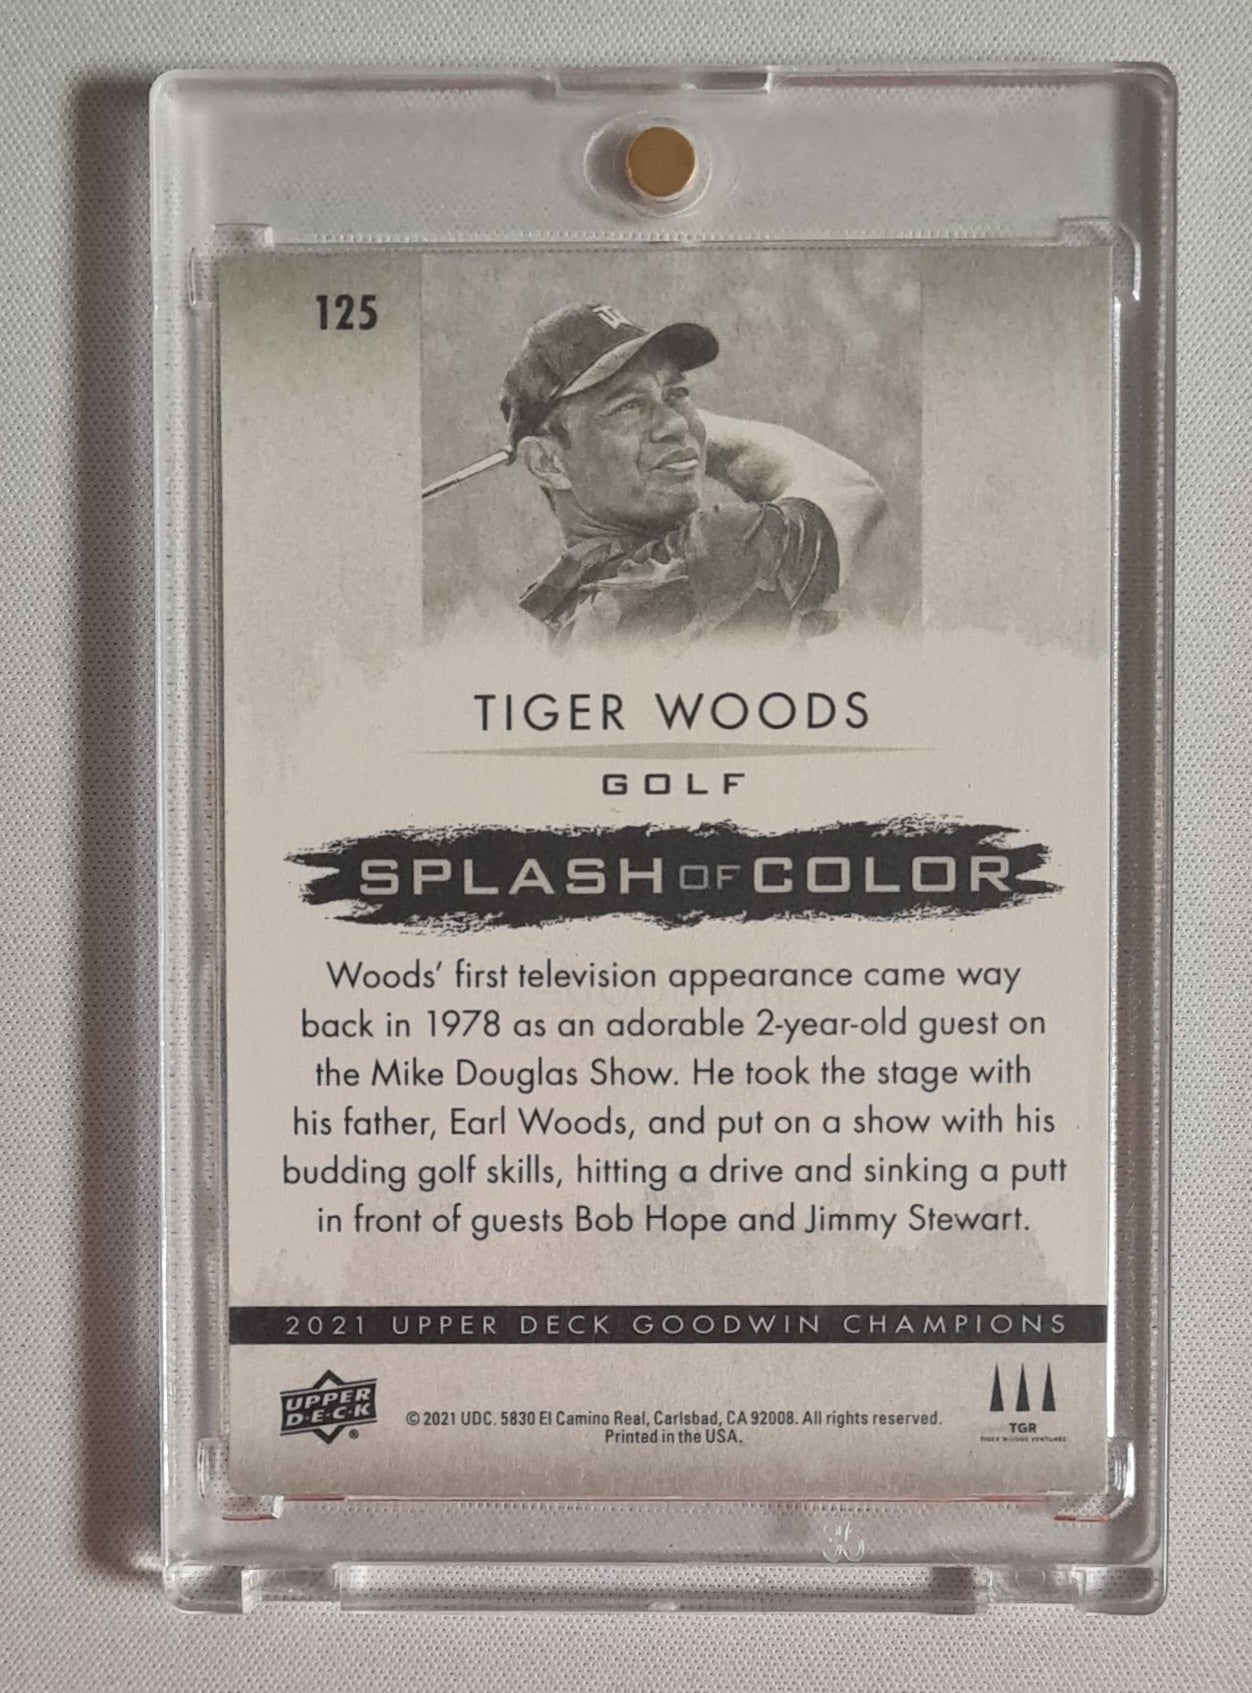 125
TW
TIGER WOODS
GOLF
SPLASH OF COLOR
Woods' first television appearance came way
back in 1978 as an adorable 2-year-old guest on
the Mike Douglas Show. He took the stage with
his father, Earl Woods, and put on a show with his
budding golf skills, hitting a drive and sinking a putt
in front of guests Bob Hope and Jimmy Stewart.
2021 UPPER DECK GOODWIN CHAMPIONS
UPPER
D·E·C·K
®
© 2021 UDC. 5830 El Camino Real, Carlsbad, CA 92008. All rights reserved.
Printed in the USA.
TGR
TIGER WOODS VENTURES